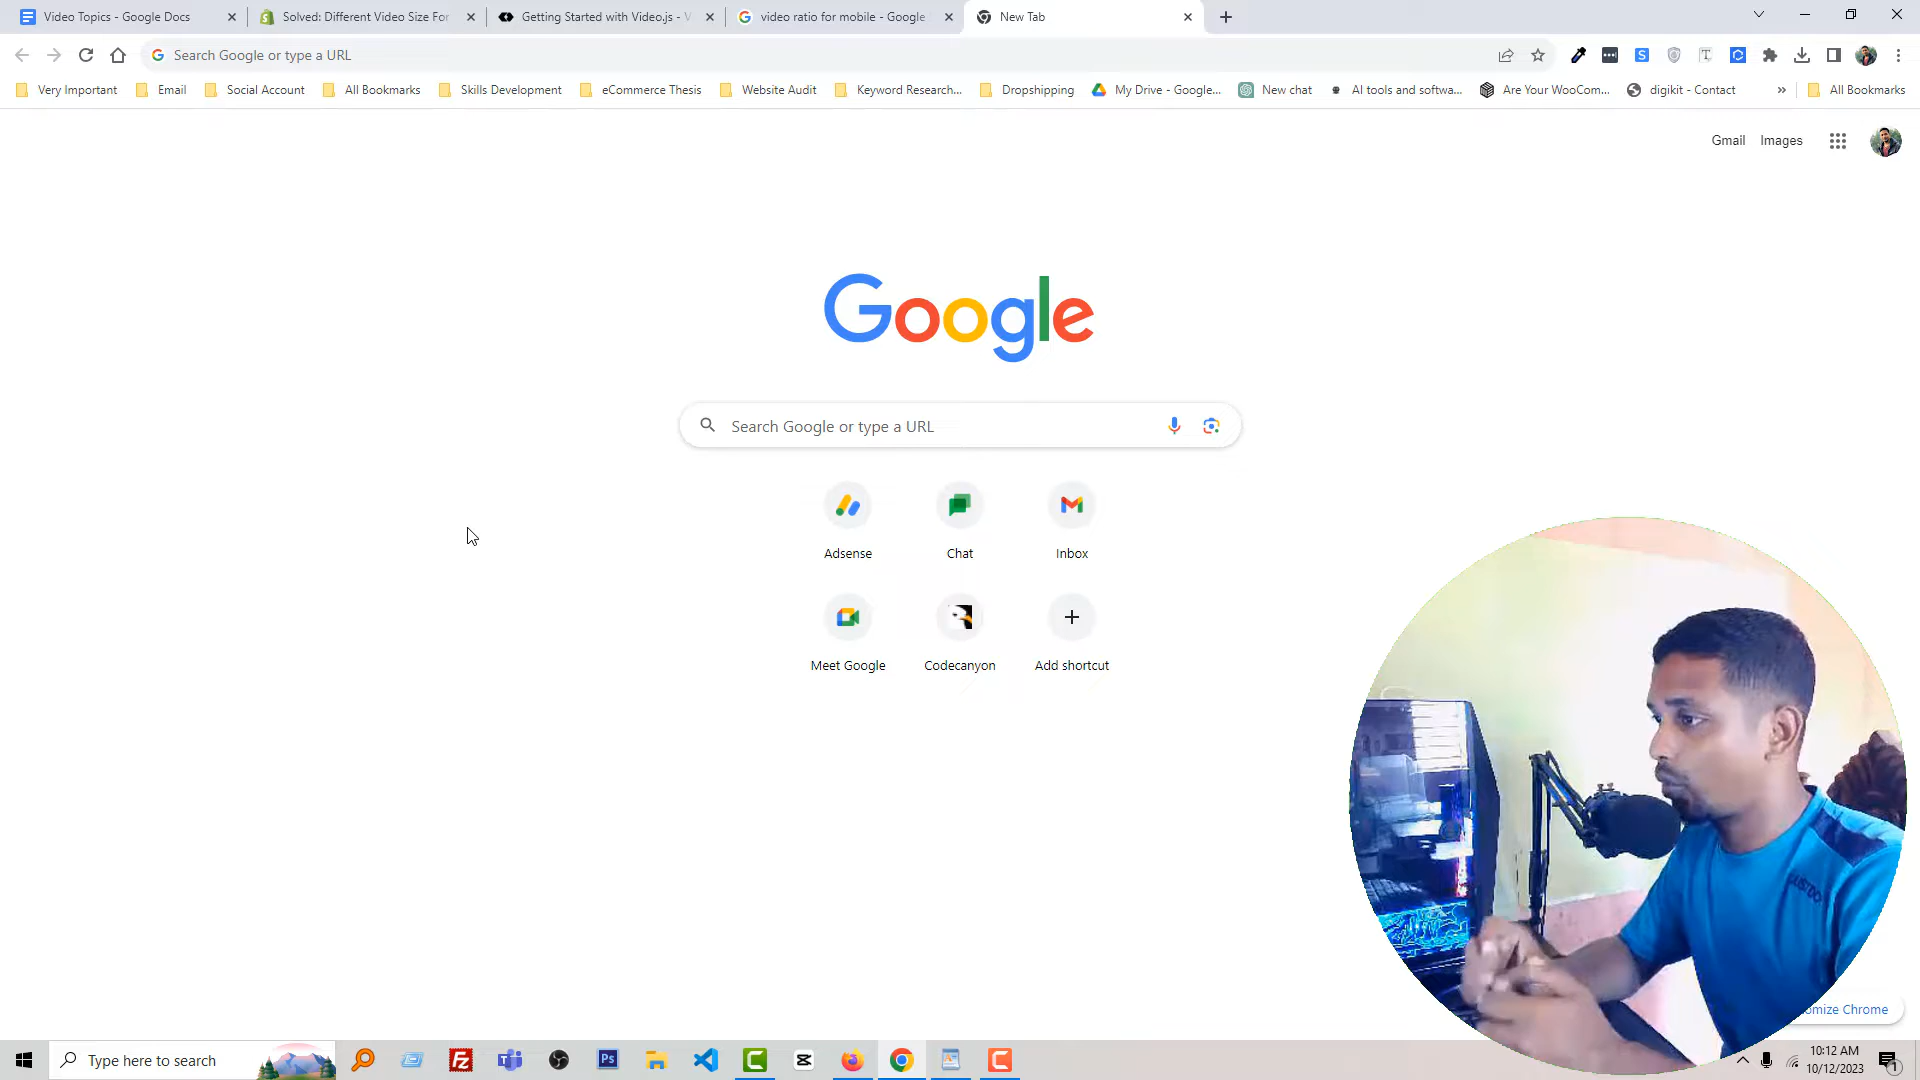 Video Topics - Google Docs
Solved: Different Video Size For
Getting Started with Video.js - V
video ratio for mobile - Google
New Tab
Search Google or type a URL
Very Important
Email
Social Account
All Bookmarks
Skills Development
eCommerce Thesis
Website Audit
Keyword Research...
Dropshipping
My Drive - Google...
New chat
AI tools and softwa...
Are Your WooCom...
digikit - Contact
»
All Bookmarks
Gmail
Images
Google
Search Google or type a URL
Adsense
Chat
Inbox
Meet Google
Codecanyon
Add shortcut
omize Chrome
Type here to search
Fz
Ps
10:12 AM
10/12/2023
1